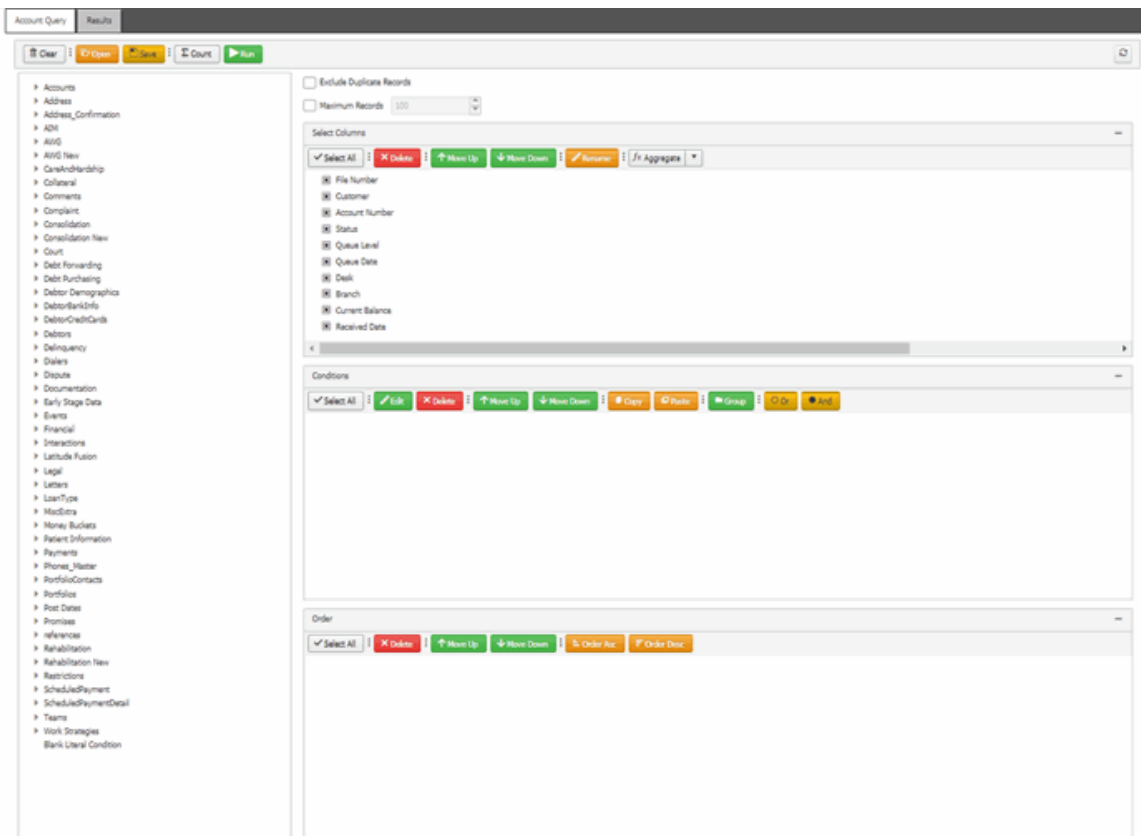 Account Query Results
Clear Open Save Σ Count Run
Accounts
Address
Address_Confirmation
AIM
AWG
AWG New
CareAndHardship
Collateral
Comments
Complaint
Consolidation
Consolidation New
Court
Debt Forwarding
Debt Purchasing
Debtor Demographics
DebtorBankInfo
DebtorCreditCards
Debtors
Delinquency
Dialers
Dispute
Documentation
Early Stage Data
Events
Financial
Interactions
Latitude Fusion
Legal
Letters
LoanType
MiscExtra
Money Buckets
Patient Information
Payments
Phones_Master
PortfolioContacts
Portfolios
Post Dates
Promises
references
Rehabilitation
Rehabilitation New
Restrictions
ScheduledPayment
ScheduledPaymentDetail
Teams
Work Strategies
Blank Literal Condition
Exclude Duplicate Records
Maximum Records 100
Select Columns
Select All Delete Move Up Move Down Rename fx Aggregate
File Number
Customer
Account Number
Status
Queue Level
Queue Date
Desk
Branch
Current Balance
Received Date
Conditions
Select All Edit Delete Move Up Move Down Copy Paste Group Or And
Order
Select All Delete Move Up Move Down Order Asc Order Desc